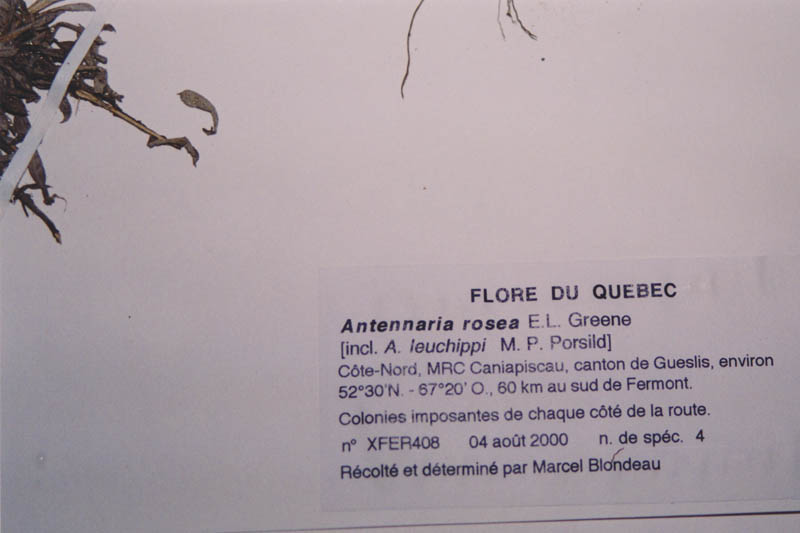 FLORE DU QUEBEC
Antennaria rosea E.L. Greene
[incl. A. leuchippi M. P. Porsild]
Côte-Nord, MRC Caniapiscau, canton de Gueslis, environ
52°30'N. - 67°20' O., 60 km au sud de Fermont.
Colonies imposantes de chaque côté de la route.
n° XFER408 04 août 2000 n. de spéc. 4
Récolté et déterminé par Marcel Blondeau